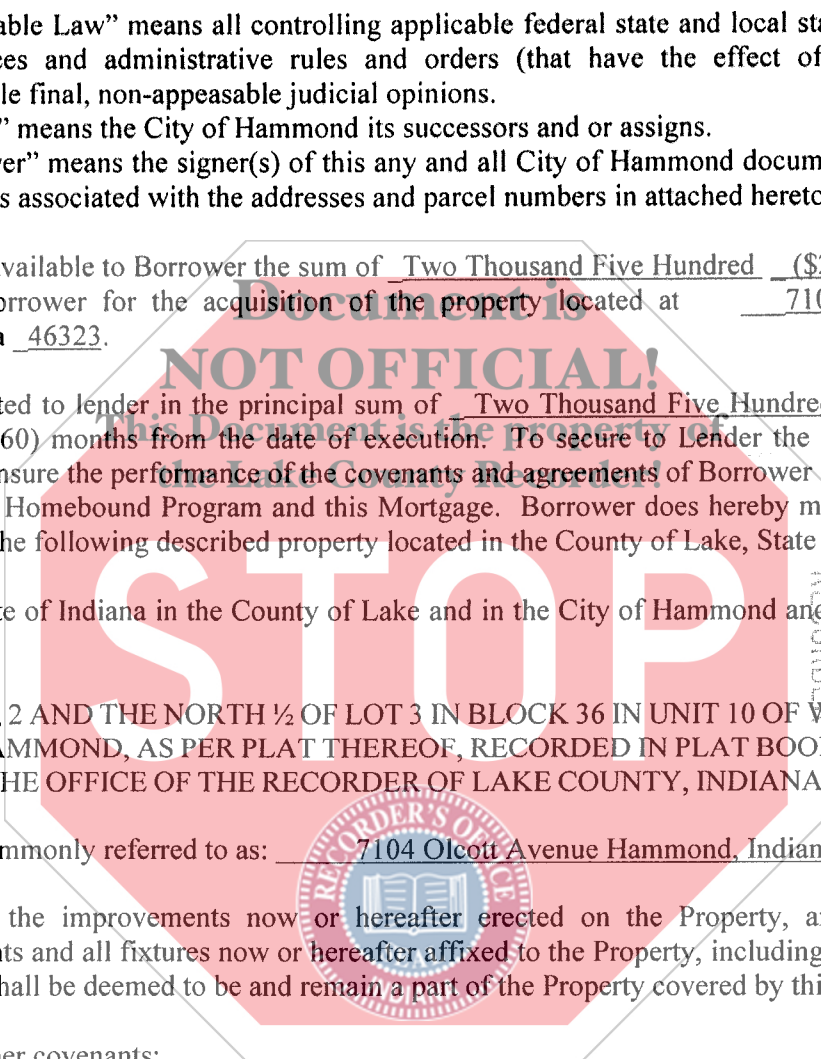 able Law” means all controlling applicable federal state and local sta
es and administrative rules and orders (that have the effect of
le final, non-appeasable judicial opinions.
” means the City of Hammond its successors and or assigns.
er” means the signer(s) of this any and all City of Hammond docum
s associated with the addresses and parcel numbers in attached hereto
vailable to Borrower the sum of Two Thousand Five Hundred ($2
orrower for the acquisition of the property located at 710
a 46323.
Document is
NOT OFFICIAL!
This Document is the property of
the Lake County Recorder!
ted to lender in the principal sum of Two Thousand Five Hundre
60) months from the date of execution. To secure to Lender the
nsure the performance of the covenants and agreements of Borrower
Homebound Program and this Mortgage. Borrower does hereby m
he following described property located in the County of Lake, State
te of Indiana in the County of Lake and in the City of Hammond and
STOP
2 AND THE NORTH ½ OF LOT 3 IN BLOCK 36 IN UNIT 10 OF W
AMMOND, AS PER PLAT THEREOF, RECORDED IN PLAT BOO
HE OFFICE OF THE RECORDER OF LAKE COUNTY, INDIANA
mmonly referred to as: 7104 Olcott Avenue Hammond, Indian
RECORDER'S OFFICE
SEAL
INDIANA
the improvements now or hereafter erected on the Property, a
nts and all fixtures now or hereafter affixed to the Property, including
hall be deemed to be and remain a part of the Property covered by thi
er covenants: